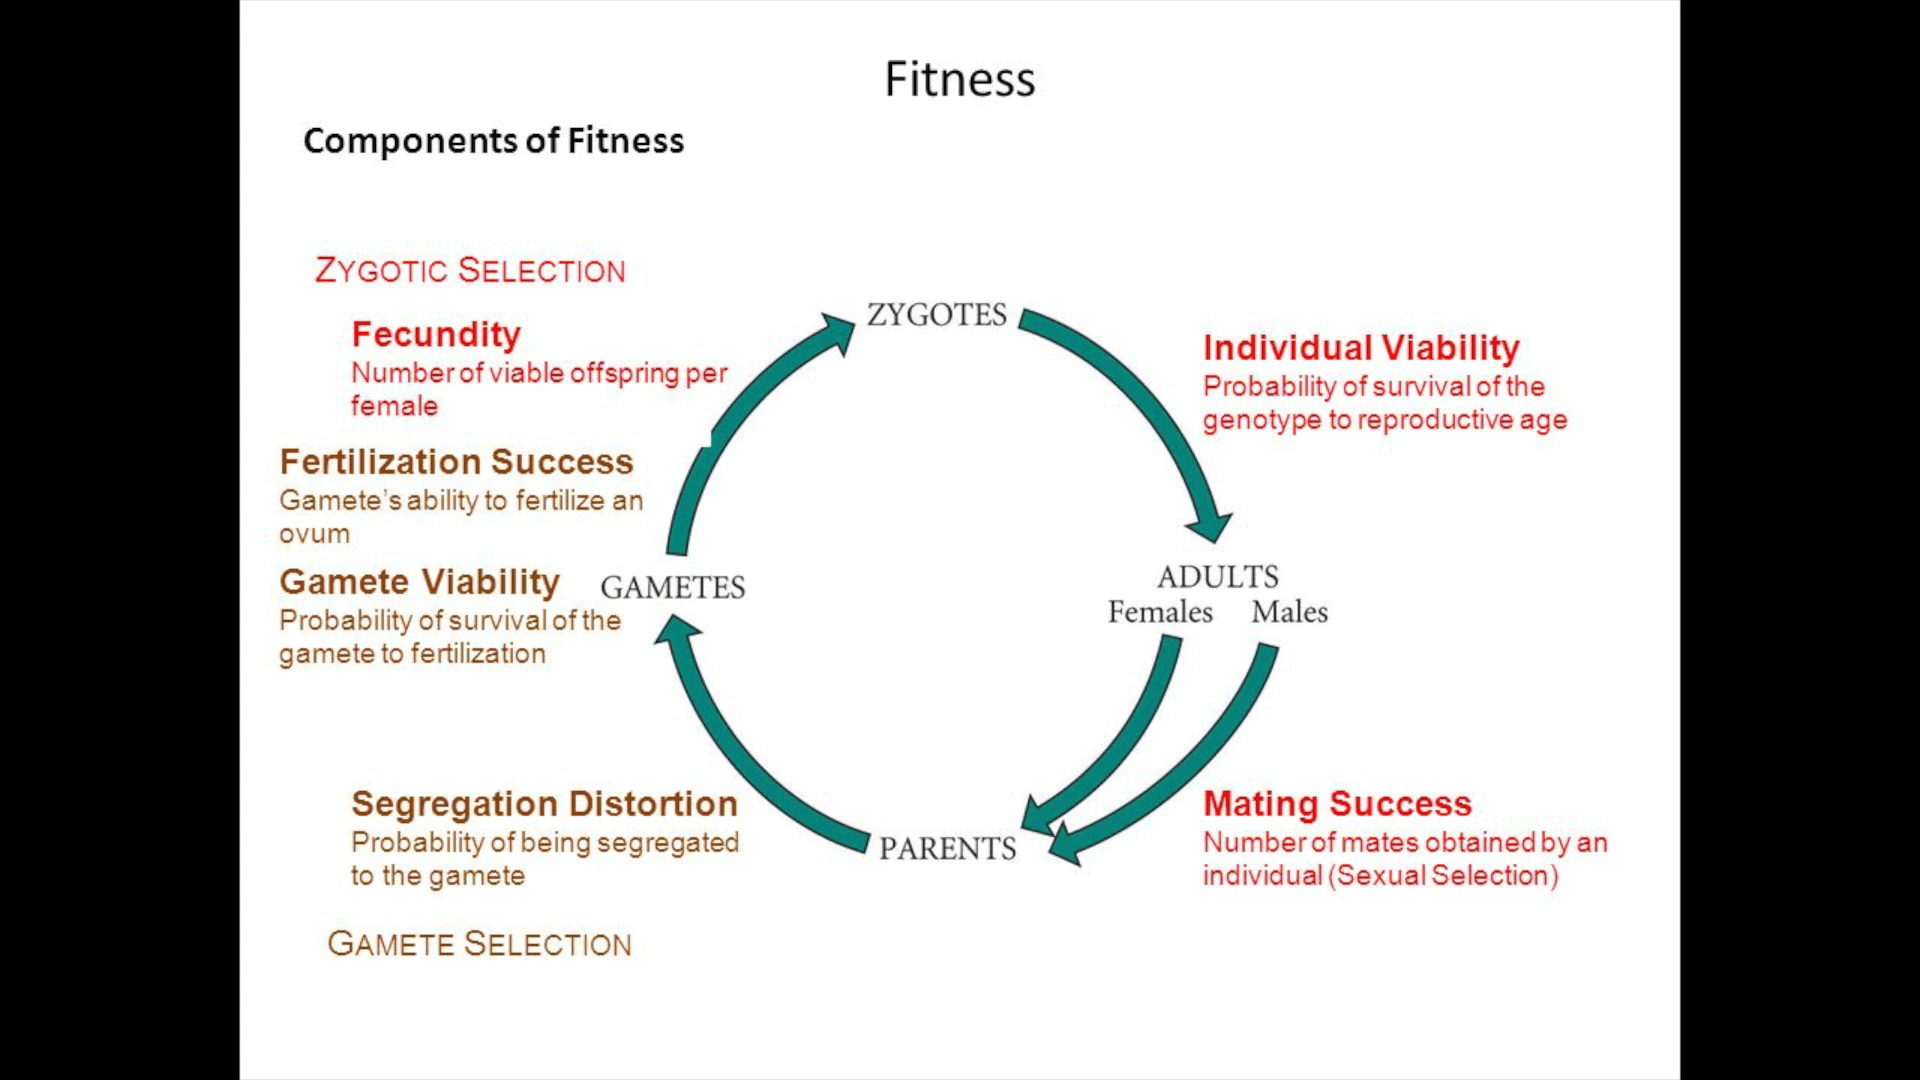 Fitness
Components of Fitness
ZYGOTIC SELECTION
Fecundity
Number of viable offspring per
female
Fertilization Success
Gamete’s ability to fertilize an
ovum
Gamete Viability
Probability of survival of the
gamete to fertilization
Segregation Distortion
Probability of being segregated
to the gamete
GAMETE SELECTION
ZYGOTES
GAMETES
PARENTS
ADULTS
Females Males
Individual Viability
Probability of survival of the
genotype to reproductive age
Mating Success
Number of mates obtained by an
individual (Sexual Selection)